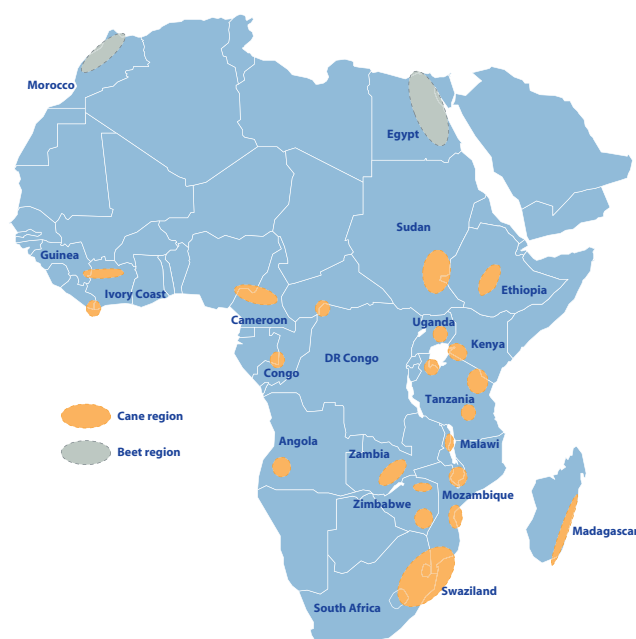 Morocco
Egypt
Sudan
Guinea
Ivory Coast
Ethiopia
Cameroon
Uganda
Kenya
DR Congo
Congo
Tanzania
Cane region
Beet region
Angola
Malawi
Zambia
Mozambique
Zimbabwe
Madagascar
Swaziland
South Africa